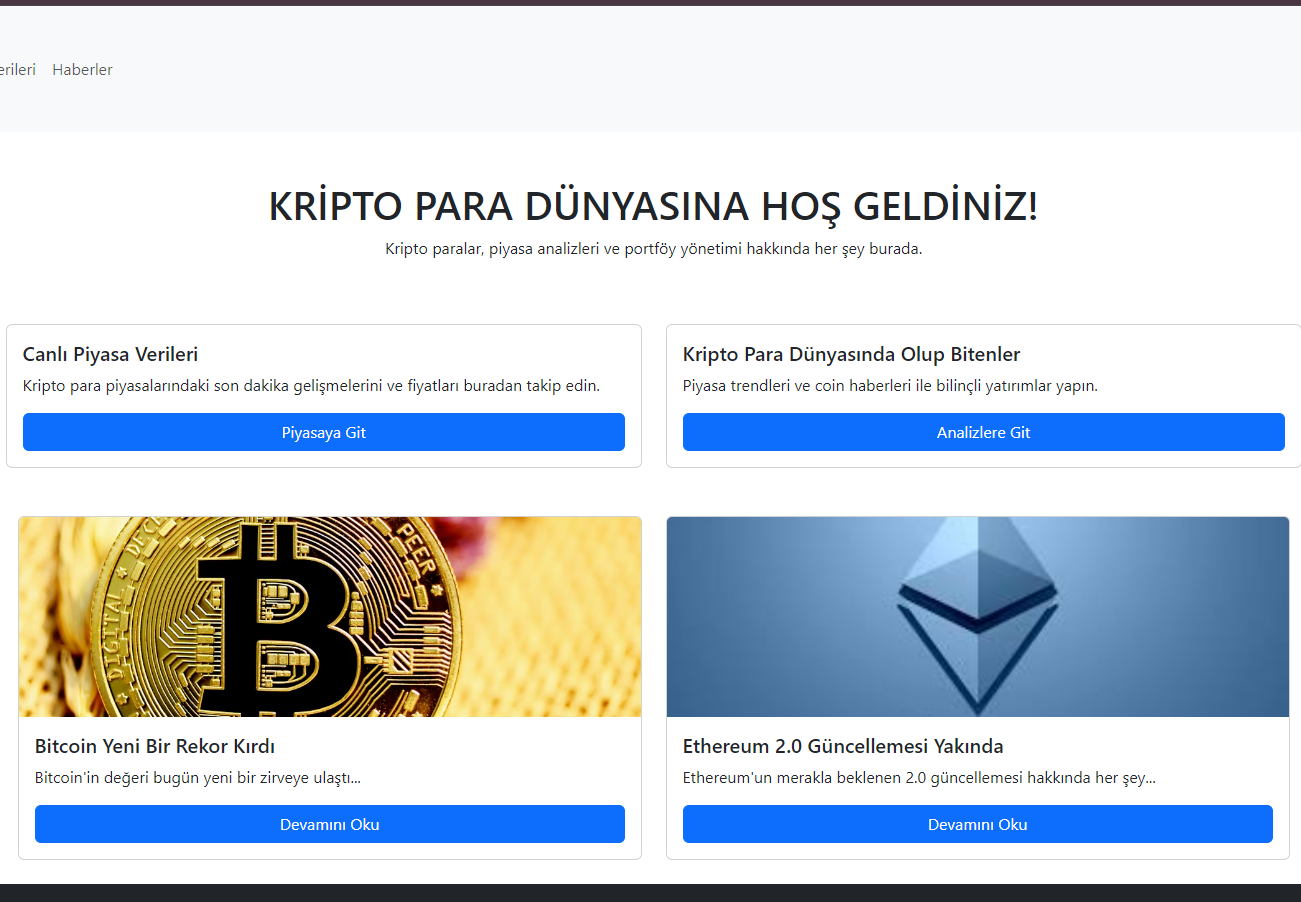 erileri Haberler
KRİPTO PARA DÜNYASINA HOŞ GELDİNİZ!
Kripto paralar, piyasa analizleri ve portföy yönetimi hakkında her şey burada.
Canlı Piyasa Verileri
Kripto para piyasalarındaki son dakika gelişmelerini ve fiyatları buradan takip edin.
Piyasaya Git
Kripto Para Dünyasında Olup Bitenler
Piyasa trendleri ve coin haberleri ile bilinçli yatırımlar yapın.
Analizlere Git
DIGITAL DEC
PEER
Bitcoin Yeni Bir Rekor Kırdı
Bitcoin'in değeri bugün yeni bir zirveye ulaştı...
Devamını Oku
Ethereum 2.0 Güncellemesi Yakında
Ethereum'un merakla beklenen 2.0 güncellemesi hakkında her şey...
Devamını Oku